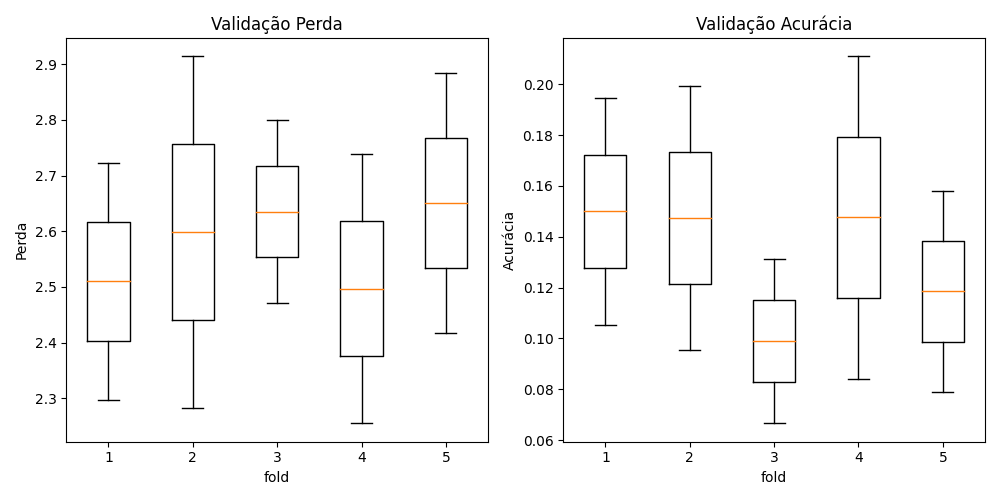 Validação Perda
Perda
2.9
2.8
2.7
2.6
2.5
2.4
2.3
1 2 3 4 5
fold
Validação Acurácia
Acurácia
0.20
0.18
0.16
0.14
0.12
0.10
0.08
0.06
1 2 3 4 5
fold